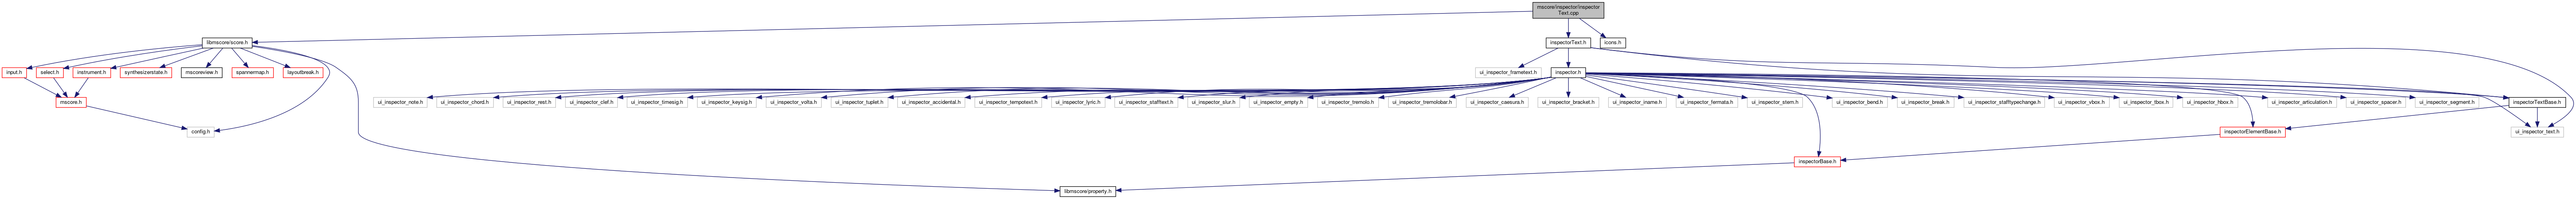 mscore/inspector/inspector
Text.cpp
libmscore/score.h
inspectorText.h
icons.h
input.h
select.h
instrument.h
synthesizerstate.h
mscoreview.h
spannermap.h
layoutbreak.h
ui_inspector_frametext.h
inspector.h
mscore.h
ui_inspector_note.h
ui_inspector_chord.h
ui_inspector_rest.h
ui_inspector_clef.h
ui_inspector_timesig.h
ui_inspector_keysig.h
ui_inspector_volta.h
ui_inspector_tuplet.h
ui_inspector_accidental.h
ui_inspector_tempotext.h
ui_inspector_lyric.h
ui_inspector_stafftext.h
ui_inspector_slur.h
ui_inspector_empty.h
ui_inspector_tremolo.h
ui_inspector_tremolobar.h
ui_inspector_caesura.h
ui_inspector_bracket.h
ui_inspector_iname.h
ui_inspector_fermata.h
ui_inspector_stem.h
ui_inspector_bend.h
ui_inspector_break.h
ui_inspector_stafftypechange.h
ui_inspector_vbox.h
ui_inspector_tbox.h
ui_inspector_hbox.h
ui_inspector_articulation.h
ui_inspector_spacer.h
ui_inspector_segment.h
inspectorTextBase.h
config.h
inspectorElementBase.h
ui_inspector_text.h
inspectorBase.h
libmscore/property.h